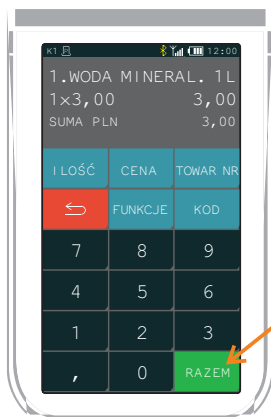 K1 12:00
1.WODA MINERAL. 1L
1×3,00 3,00
SUMA PLN 3,00
ILOŚĆ CENA TOWAR NR
FUNKCJE KOD
7 8 9
4 5 6
1 2 3
, 0 RAZEM